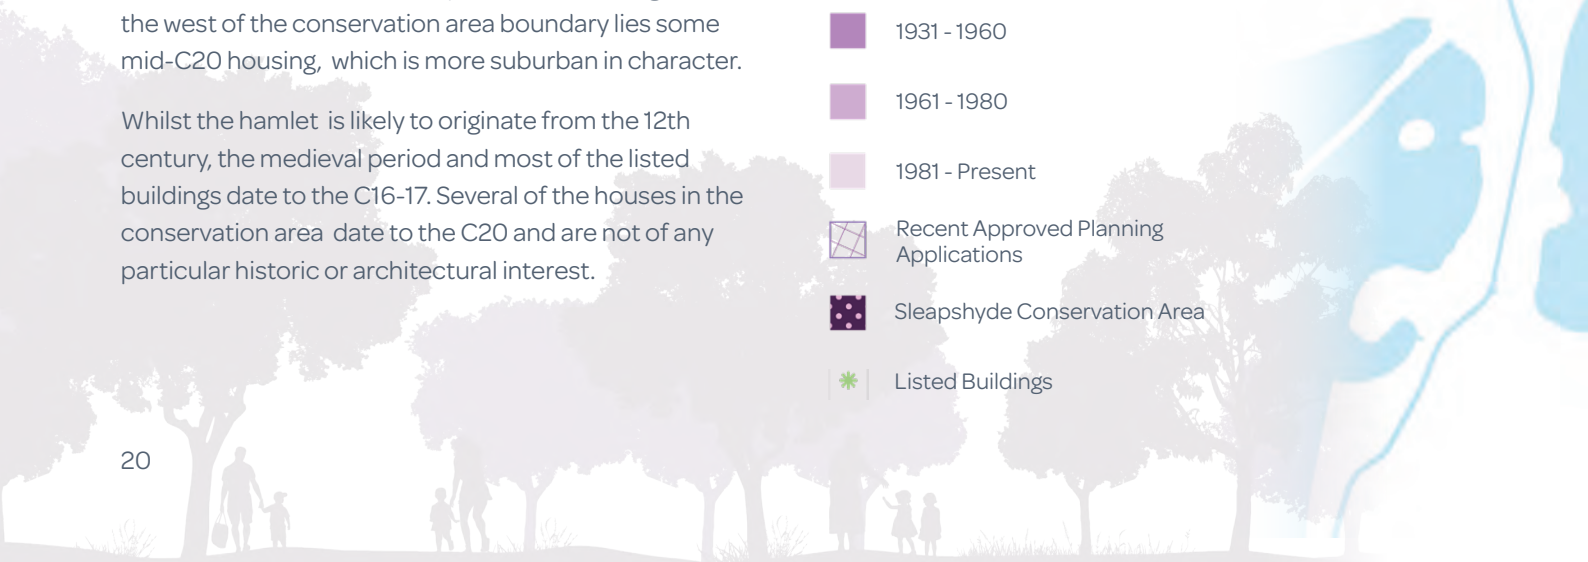 the west of the conservation area boundary lies some
mid-C20 housing, which is more suburban in character.
Whilst the hamlet is likely to originate from the 12th
century, the medieval period and most of the listed
buildings date to the C16-17. Several of the houses in the
conservation area date to the C20 and are not of any
particular historic or architectural interest.
20
1931 - 1960
1961 - 1980
1981 - Present
Recent Approved Planning
Applications
Sleapshyde Conservation Area
Listed Buildings